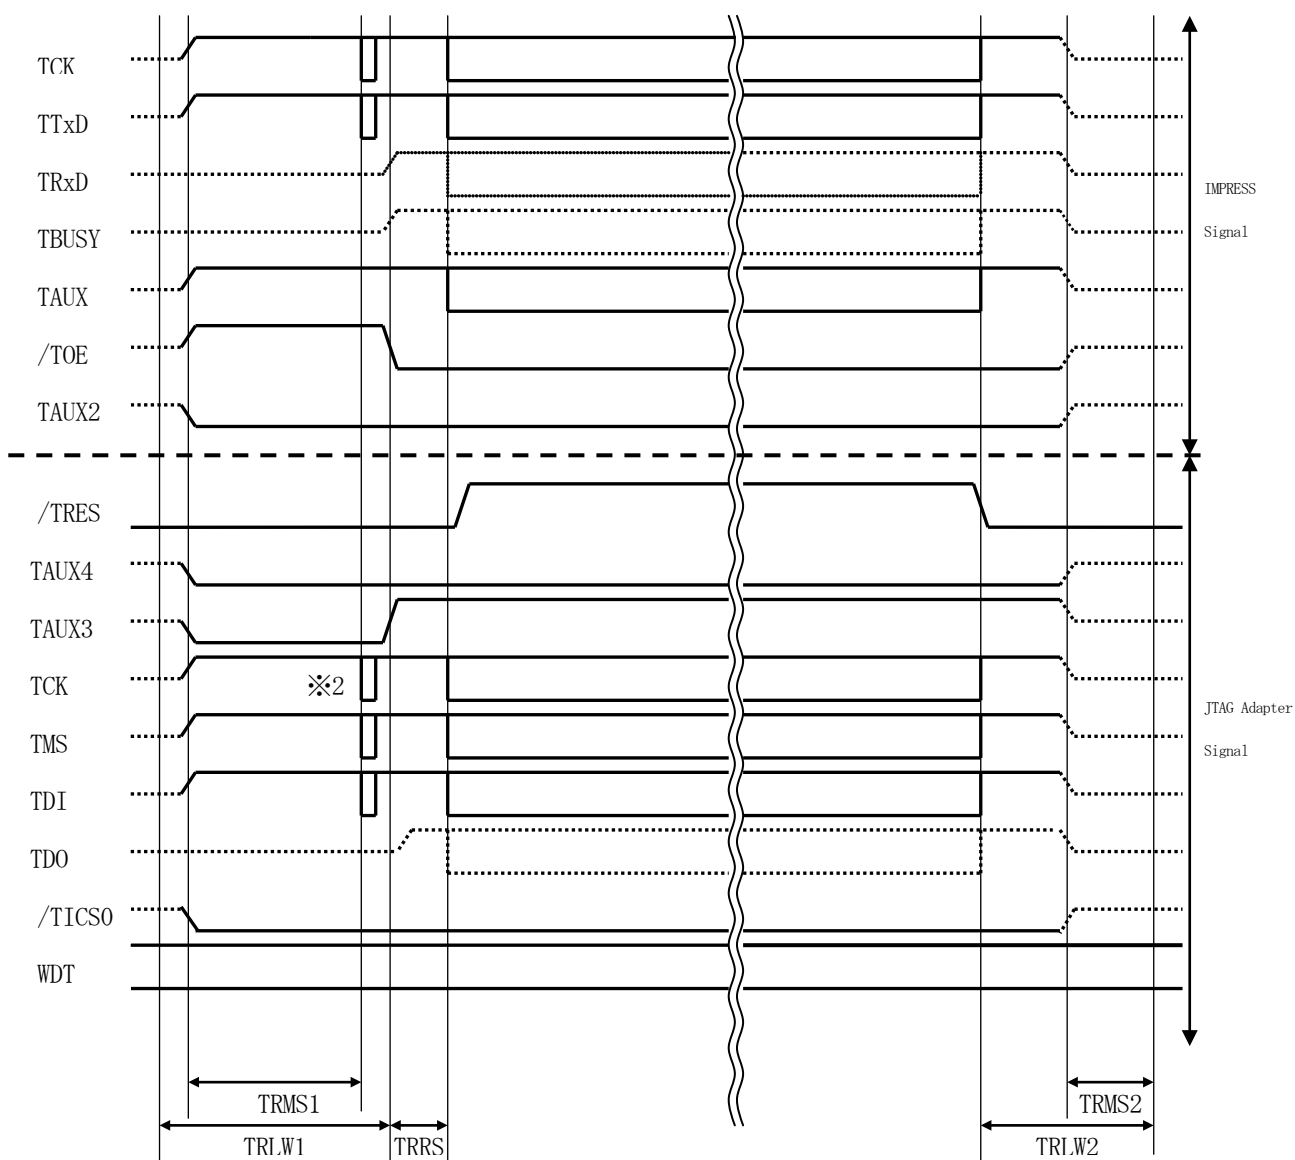 TCK
TTxD
TRxD
TBUSY
TAUX
/TOE
TAUX2
IMPRESS
Signal
/TRES
TAUX4
TAUX3
TCK
※2
TMS
TDI
TDO
/TICSO
WDT
JTAG Adapter
Signal
TRMS1
TRMS2
TRLW1
TRRS
TRLW2